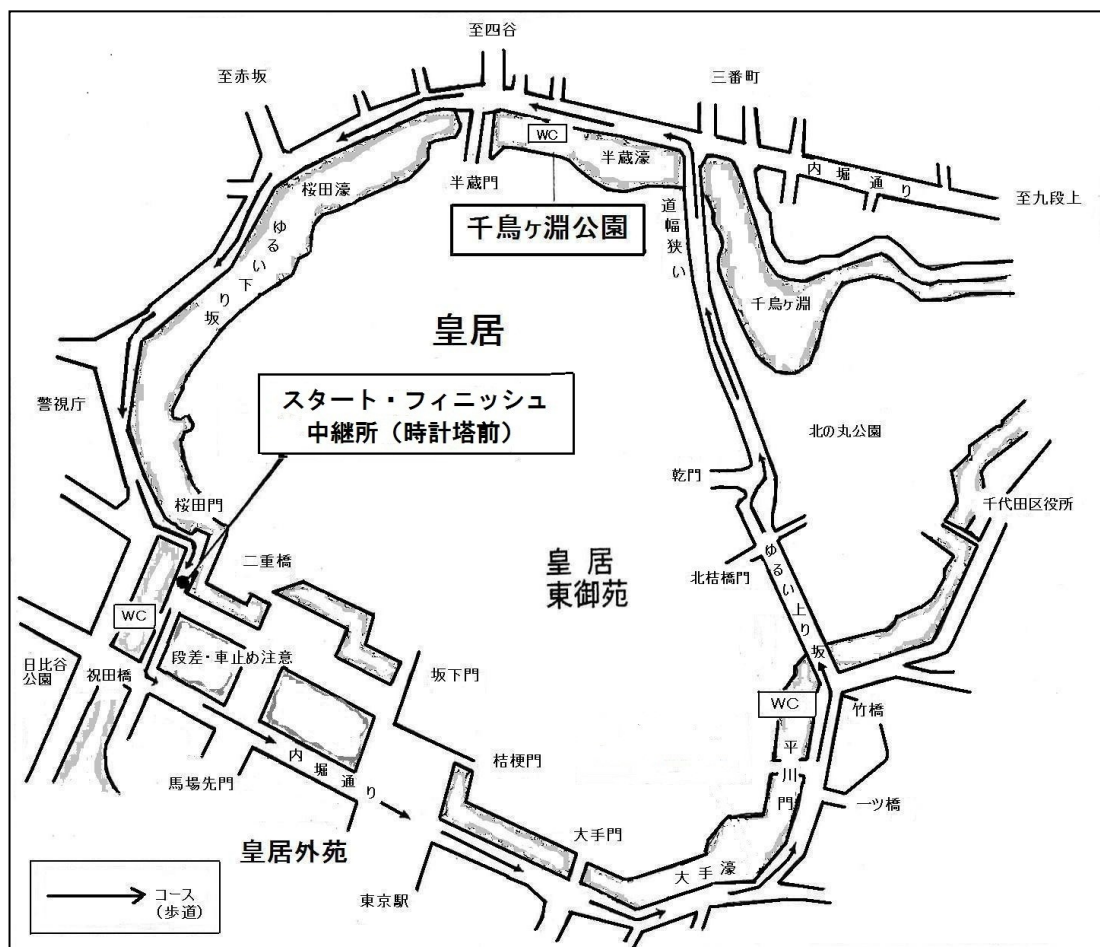 至四谷
至赤坂
三番町
WC
半蔵濠
内堀通り
桜田濠
半蔵門
至九段上
千鳥ヶ淵公園
道幅狭い
ゆるい下り坂
千鳥ヶ淵
皇居
スタート・フィニッシュ
中継所（時計塔前）
警視庁
北の丸公園
乾門
桜田門
千代田区役所
二重橋
皇居
東御苑
北桔橋門
ゆるい上り坂
WC
段差・車止め注意
日比谷
公園
祝田橋
坂下門
WC
竹橋
平川門
桔梗門
馬場先門
内堀通り
一ツ橋
大手門
皇居外苑
大手濠
東京駅
コース
(歩道)